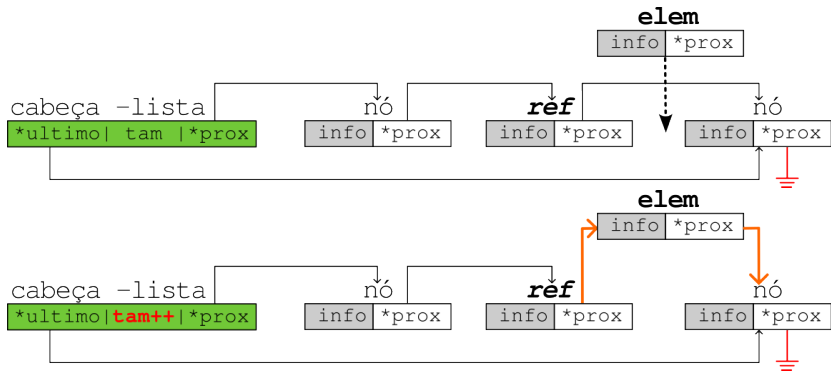 elem
info *prox
cabeça –lista nó ref nó
*ultimo| tam |*prox info *prox info *prox info *prox
elem
info *prox
cabeça –lista nó ref nó
*ultimo|tam++|*prox info *prox info *prox info *prox